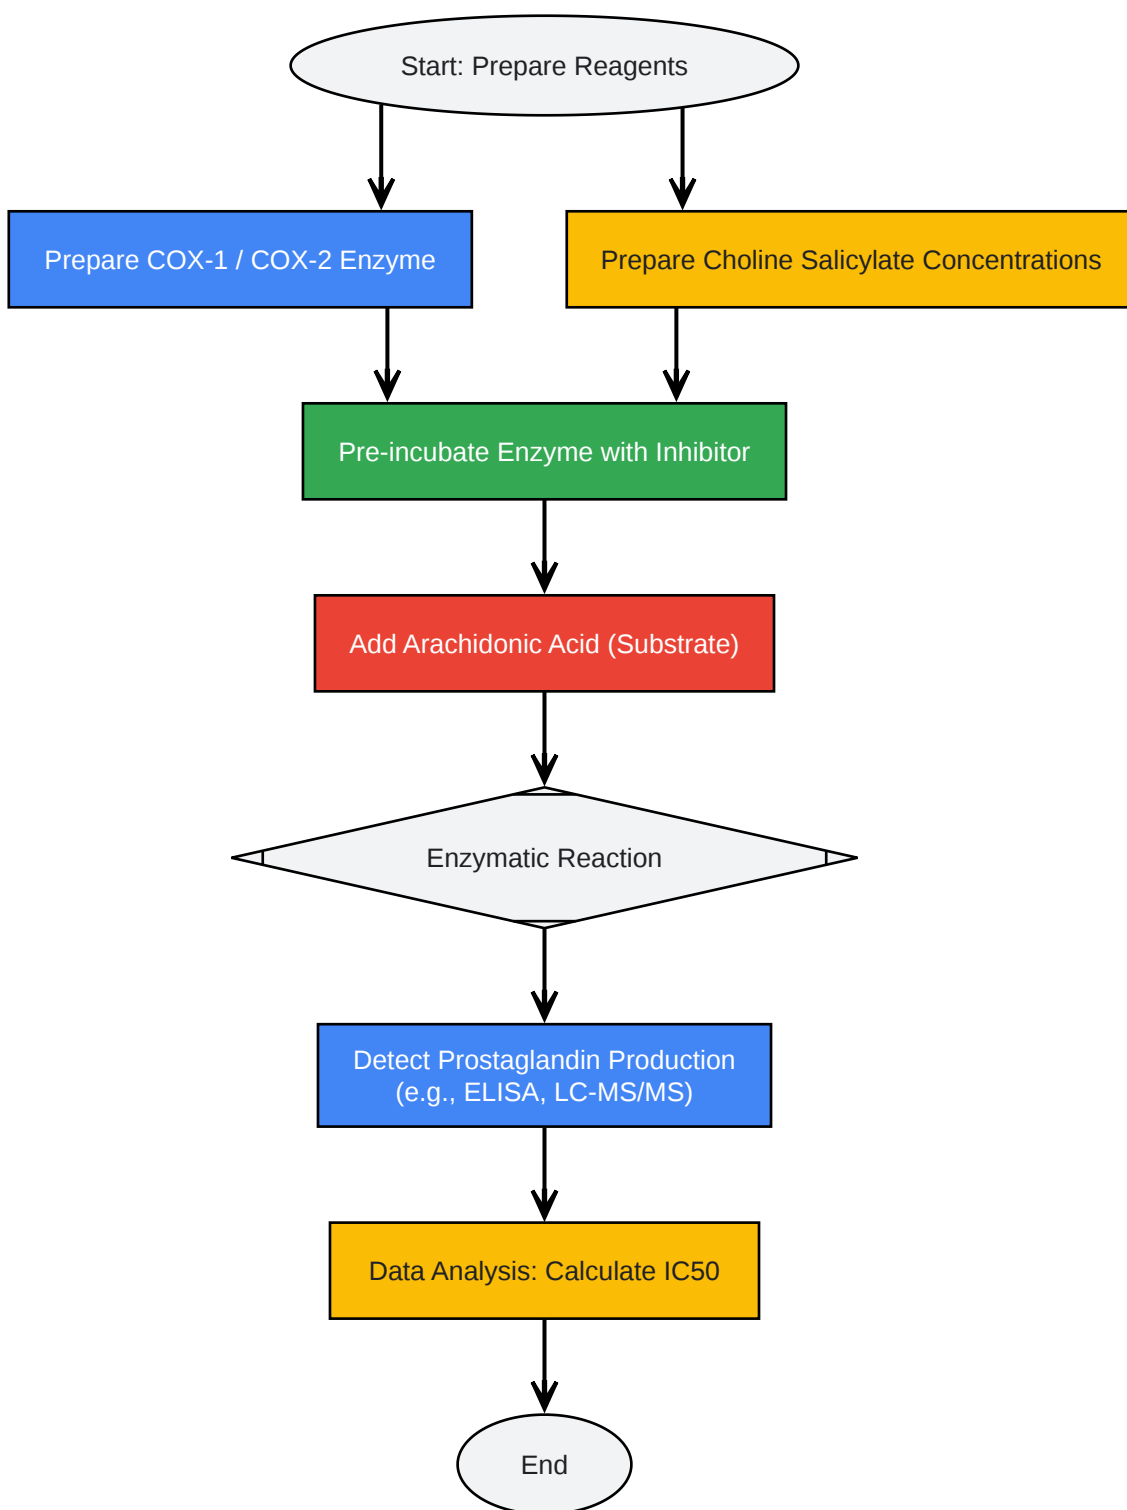 Start: Prepare Reagents
Prepare COX-1 / COX-2 Enzyme
Prepare Choline Salicylate Concentrations
Pre-incubate Enzyme with Inhibitor
Add Arachidonic Acid (Substrate)
Enzymatic Reaction
Detect Prostaglandin Production
(e.g., ELISA, LC-MS/MS)
Data Analysis: Calculate IC50
End